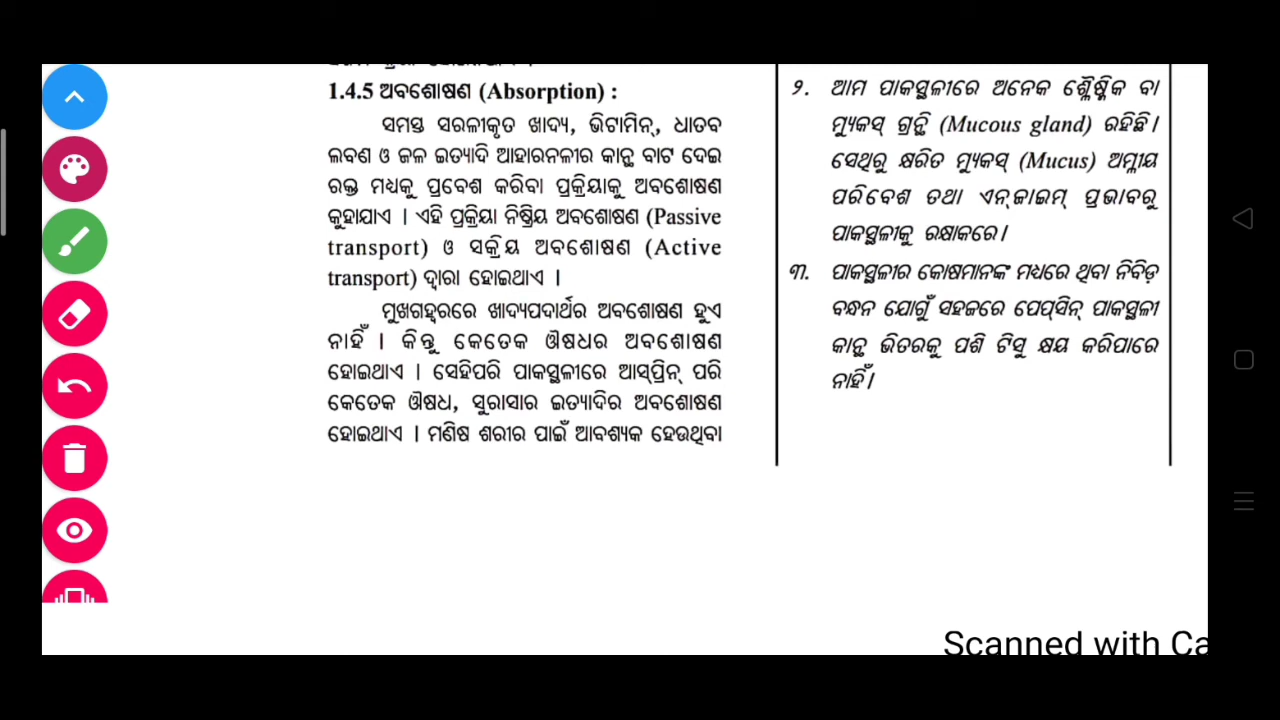 1.4.5 ଅବଶୋଷଣ (Absorption) :
ସମସ୍ତ ସରଳୀକୃତ ଖାଦ୍ୟ, ଭିଟାମିନ୍, ଧାତବ
ଲବଣ ଓ ଜଳ ଇତ୍ୟାଦି ଆହାରନଳୀର କାନ୍ଥ ବାଟ ଦେଇ
ରକ୍ତ ମଧ୍ୟକୁ ପ୍ରବେଶ କରିବା ପ୍ରକ୍ରିୟାକୁ ଅବଶୋଷଣ
କୁହାଯାଏ । ଏହି ପ୍ରକ୍ରିୟା ନିଷ୍କ୍ରିୟ ଅବଶୋଷଣ (Passive
transport) ଓ ସକ୍ରିୟ ଅବଶୋଷଣ (Active
transport) ଦ୍ୱାରା ହୋଇଥାଏ ।
ମୁଖଗହ୍ୱରରେ ଖାଦ୍ୟପଦାର୍ଥର ଅବଶୋଷଣ ହୁଏ
ନାହିଁ । କିନ୍ତୁ କେତେକ ଔଷଧର ଅବଶୋଷଣ
ହୋଇଥାଏ । ସେହିପରି ପାକସ୍ଥଳୀରେ ଆସ୍ପ୍ରିନ୍ ପରି
କେତେକ ଔଷଧ, ସୁରାସାର ଇତ୍ୟାଦିର ଅବଶୋଷଣ
ହୋଇଥାଏ । ମଣିଷ ଶରୀର ପାଇଁ ଆବଶ୍ୟକ ହେଉଥିବା
୨. ଆମ ପାକସ୍ଥଳୀରେ ଅନେକ ଶ୍ଳୈଷ୍ମିକ ବା
ମ୍ୟୁକସ୍ ଗ୍ରନ୍ଥି (Mucous gland) ରହିଛି।
ସେଥିରୁ କ୍ଷରିତ ମ୍ୟୁକସ୍ (Mucus) ଅମ୍ଳୀୟ
ପରିବେଶ ତଥା ଏନ୍‌ଜାଇମ୍ ପ୍ରଭାବରୁ
ପାକସ୍ଥଳୀକୁ ରକ୍ଷାକରେ।
୩. ପାକସ୍ଥଳୀର କୋଷମାନଙ୍କ ମଧ୍ୟରେ ଥିବା ନିବିଡ଼
ବନ୍ଧନ ଯୋଗୁଁ ସହଜରେ ପେପ୍‌ସିନ୍ ପାକସ୍ଥଳୀ
କାନ୍ଥ ଭିତରକୁ ପଶି ଟିସୁ କ୍ଷୟ କରିପାରେ
ନାହିଁ।
Scanned with Ca